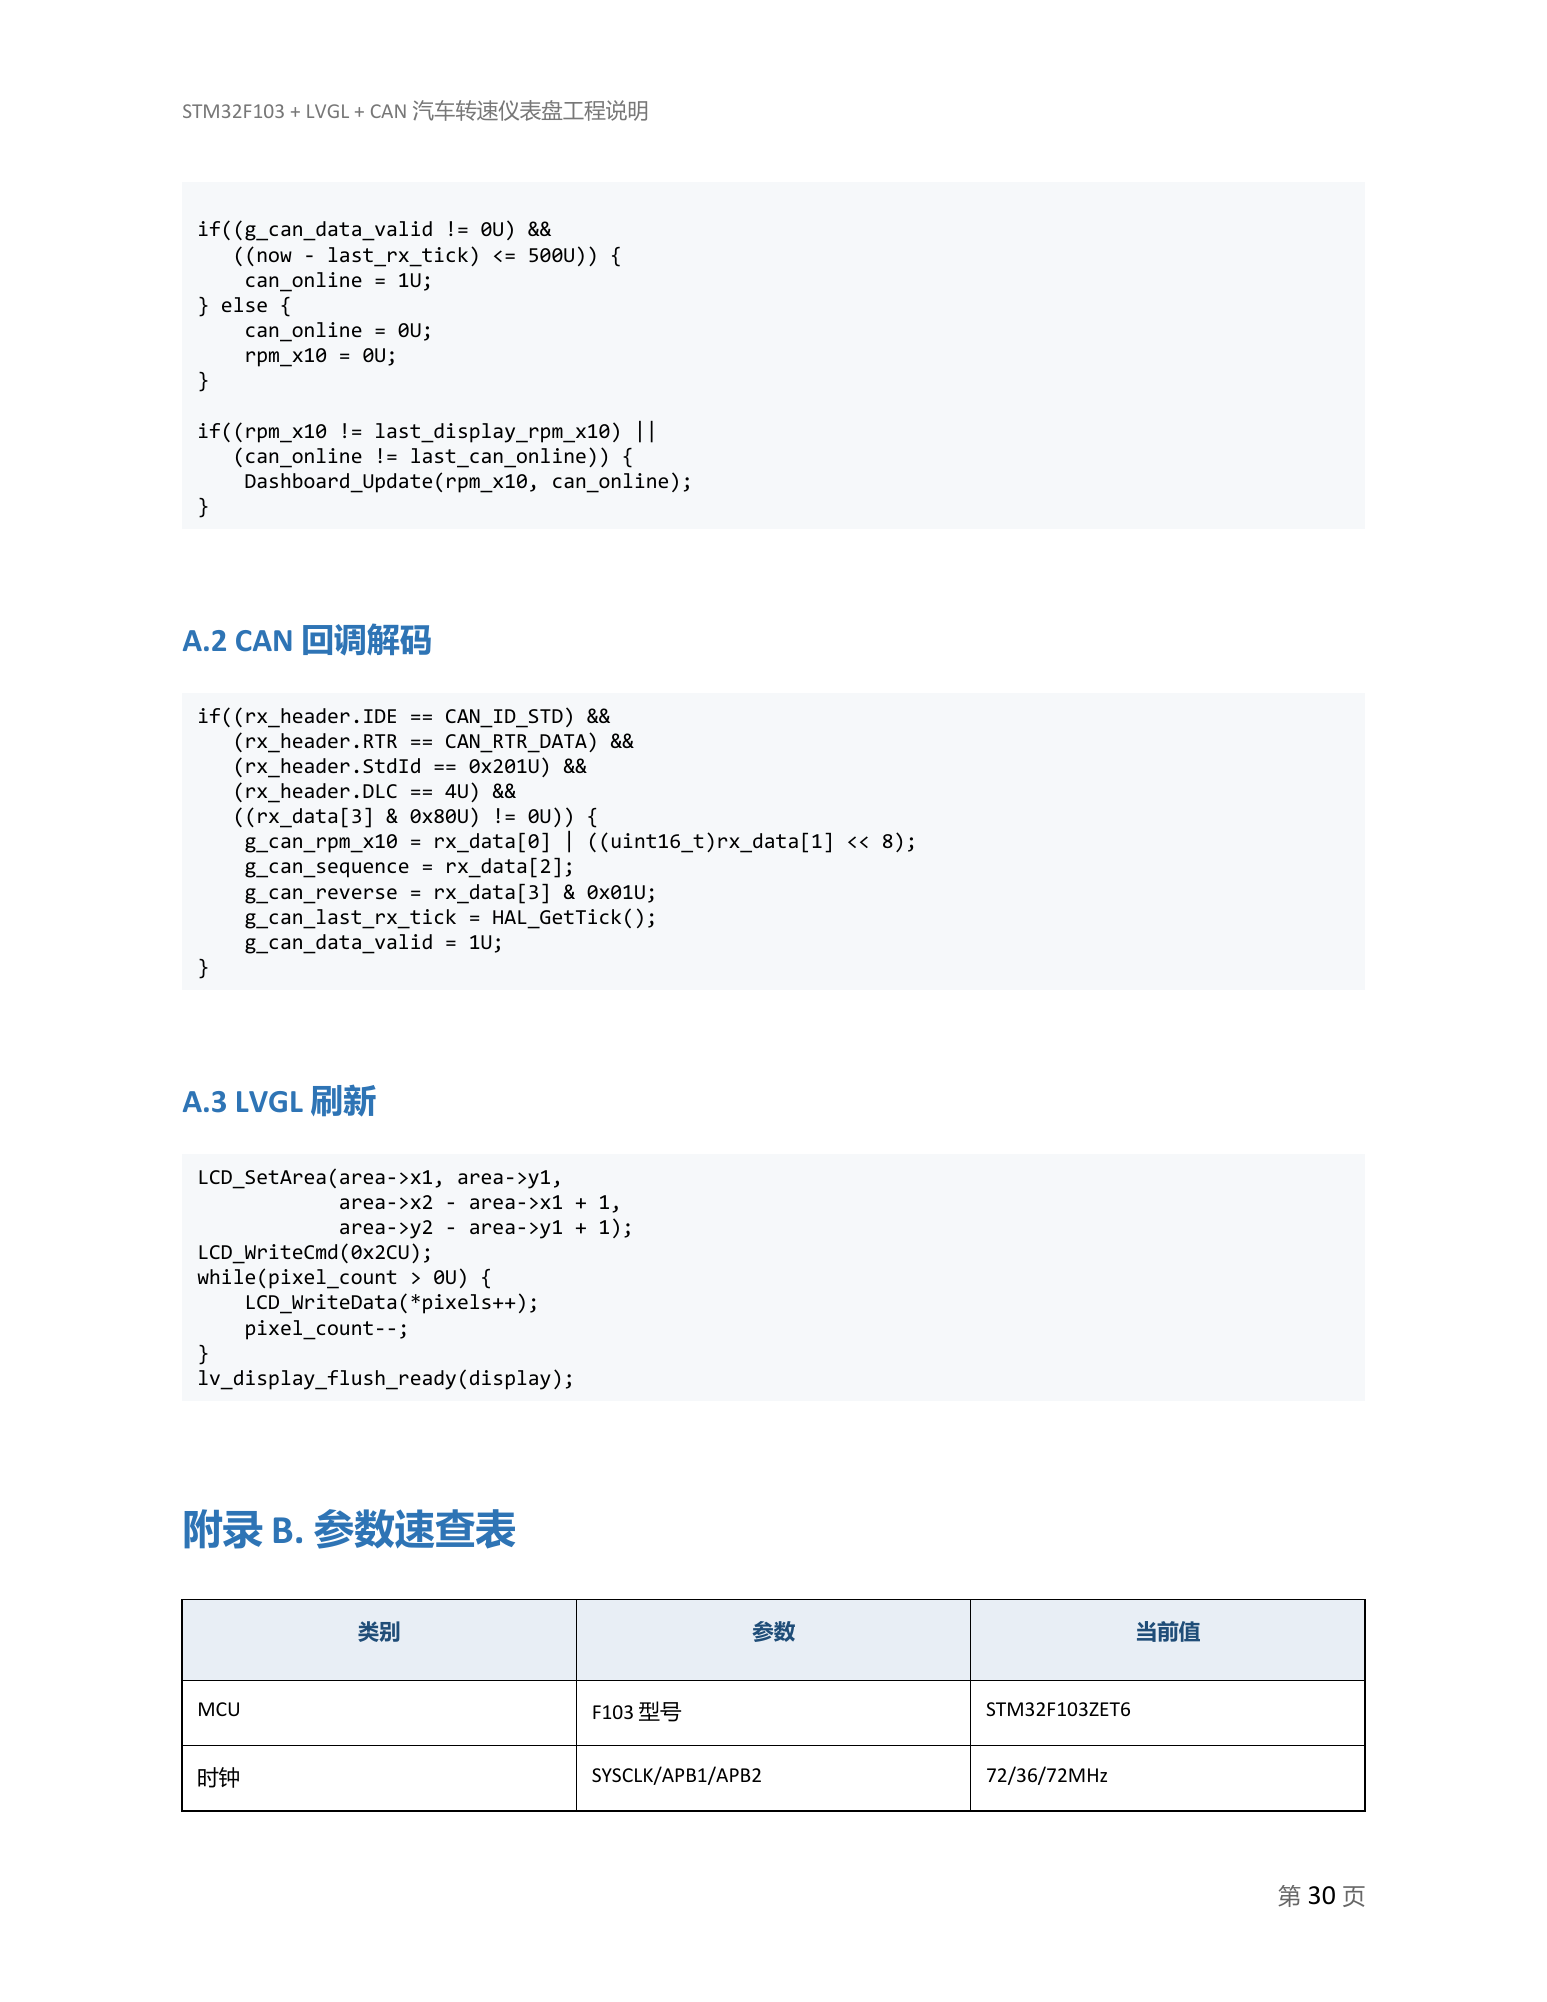 STM32F103 + LVGL + CAN 汽车转速仪表盘工程说明
if((g_can_data_valid != 0U) &&
   ((now - last_rx_tick) <= 500U)) {
    can_online = 1U;
} else {
    can_online = 0U;
    rpm_x10 = 0U;
}
if((rpm_x10 != last_display_rpm_x10) ||
   (can_online != last_can_online)) {
    Dashboard_Update(rpm_x10, can_online);
}
A.2 CAN 回调解码
if((rx_header.IDE == CAN_ID_STD) &&
   (rx_header.RTR == CAN_RTR_DATA) &&
   (rx_header.StdId == 0x201U) &&
   (rx_header.DLC == 4U) &&
   ((rx_data[3] & 0x80U) != 0U)) {
    g_can_rpm_x10 = rx_data[0] | ((uint16_t)rx_data[1] << 8);
    g_can_sequence = rx_data[2];
    g_can_reverse = rx_data[3] & 0x01U;
    g_can_last_rx_tick = HAL_GetTick();
    g_can_data_valid = 1U;
}
A.3 LVGL 刷新
LCD_SetArea(area->x1, area->y1,
            area->x2 - area->x1 + 1,
            area->y2 - area->y1 + 1);
LCD_WriteCmd(0x2CU);
while(pixel_count > 0U) {
    LCD_WriteData(*pixels++);
    pixel_count--;
}
lv_display_flush_ready(display);
附录 B. 参数速查表
类别 参数 当前值
MCU F103 型号 STM32F103ZET6
时钟 SYSCLK/APB1/APB2 72/36/72MHz
第 30 页